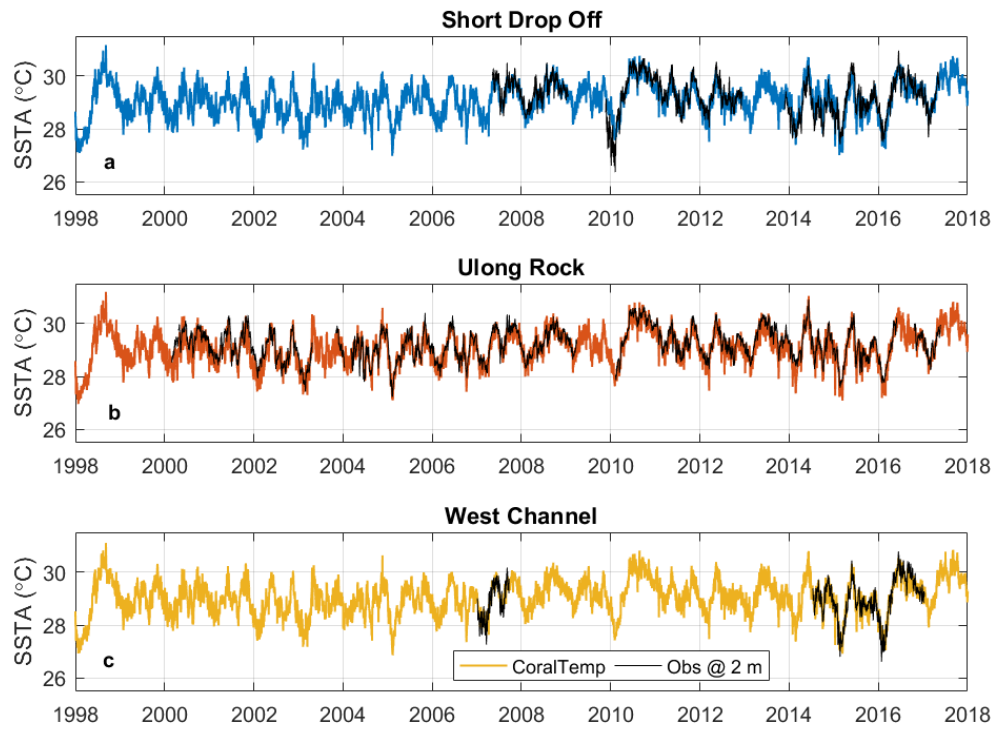 Short Drop Off
SSTA (°C)
30
28
26
a
1998 2000 2002 2004 2006 2008 2010 2012 2014 2016 2018
Ulong Rock
SSTA (°C)
30
28
26
b
1998 2000 2002 2004 2006 2008 2010 2012 2014 2016 2018
West Channel
SSTA (°C)
30
28
26
c
CoralTemp Obs @ 2 m
1998 2000 2002 2004 2006 2008 2010 2012 2014 2016 2018